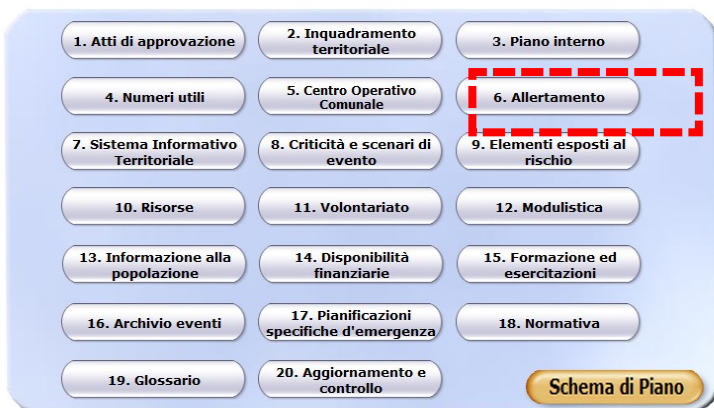 1. Atti di approvazione
2. Inquadramento
territoriale
3. Piano interno
4. Numeri utili
5. Centro Operativo
Comunale
6. Allertamento
7. Sistema Informativo
Territoriale
8. Criticità e scenari di
evento
9. Elementi esposti al
rischio
10. Risorse
11. Volontariato
12. Modulistica
13. Informazione alla
popolazione
14. Disponibilità
finanziarie
15. Formazione ed
esercitazioni
16. Archivio eventi
17. Pianificazioni
specifiche d'emergenza
18. Normativa
19. Glossario
20. Aggiornamento e
controllo
Schema di Piano